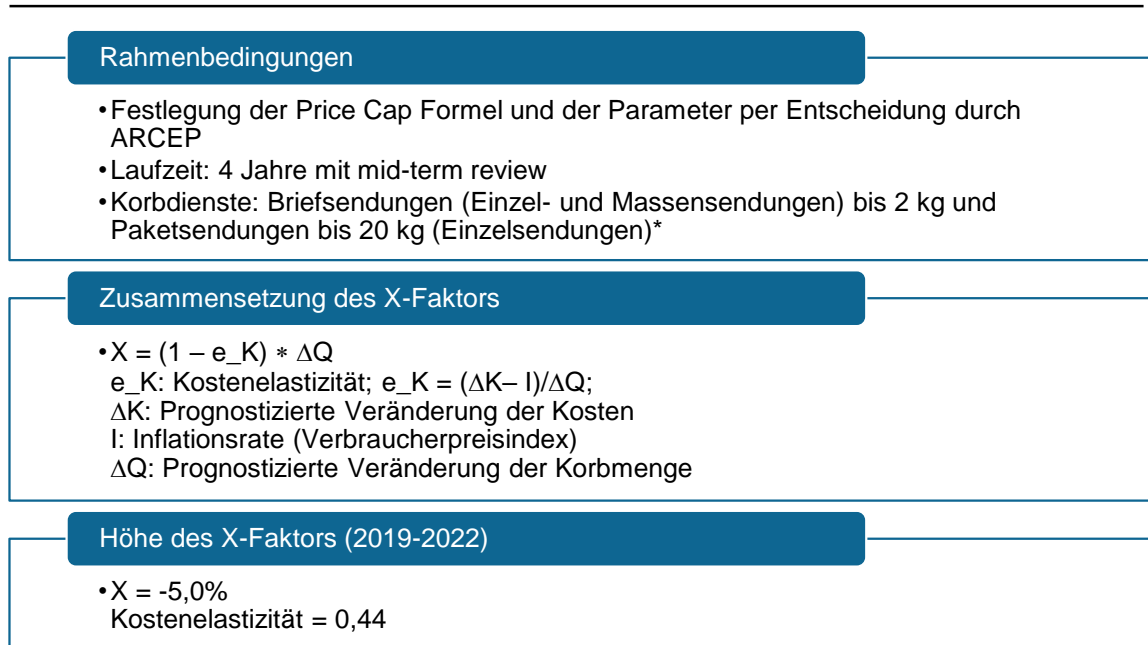 Rahmenbedingungen
•Festlegung der Price Cap Formel und der Parameter per Entscheidung durch
ARCEP
•Laufzeit: 4 Jahre mit mid-term review
•Korbdienste: Briefsendungen (Einzel- und Massensendungen) bis 2 kg und
Paketsendungen bis 20 kg (Einzelsendungen)*
Zusammensetzung des X-Faktors
•X = (1 – e_K) ∗ ∆Q
e_K: Kostenelastizität; e_K = (∆K– I)/∆Q;
∆K: Prognostizierte Veränderung der Kosten
I: Inflationsrate (Verbraucherpreisindex)
∆Q: Prognostizierte Veränderung der Korbmenge
Höhe des X-Faktors (2019-2022)
•X = -5,0%
Kostenelastizität = 0,44